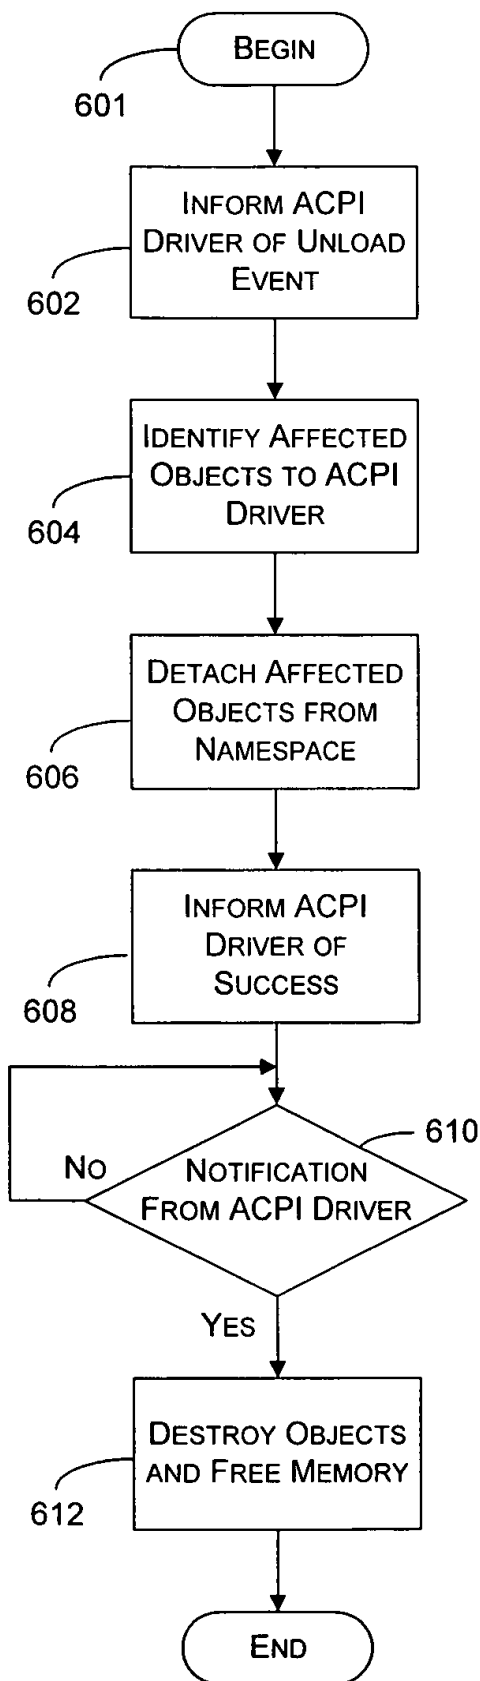 BEGIN
601
INFORM ACPI
DRIVER OF UNLOAD
EVENT
602
IDENTIFY AFFECTED
OBJECTS TO ACPI
DRIVER
604
DETACH AFFECTED
OBJECTS FROM
NAMESPACE
606
INFORM ACPI
DRIVER OF
SUCCESS
608
610
NO
NOTIFICATION
FROM ACPI DRIVER
YES
DESTROY OBJECTS
AND FREE MEMORY
612
END